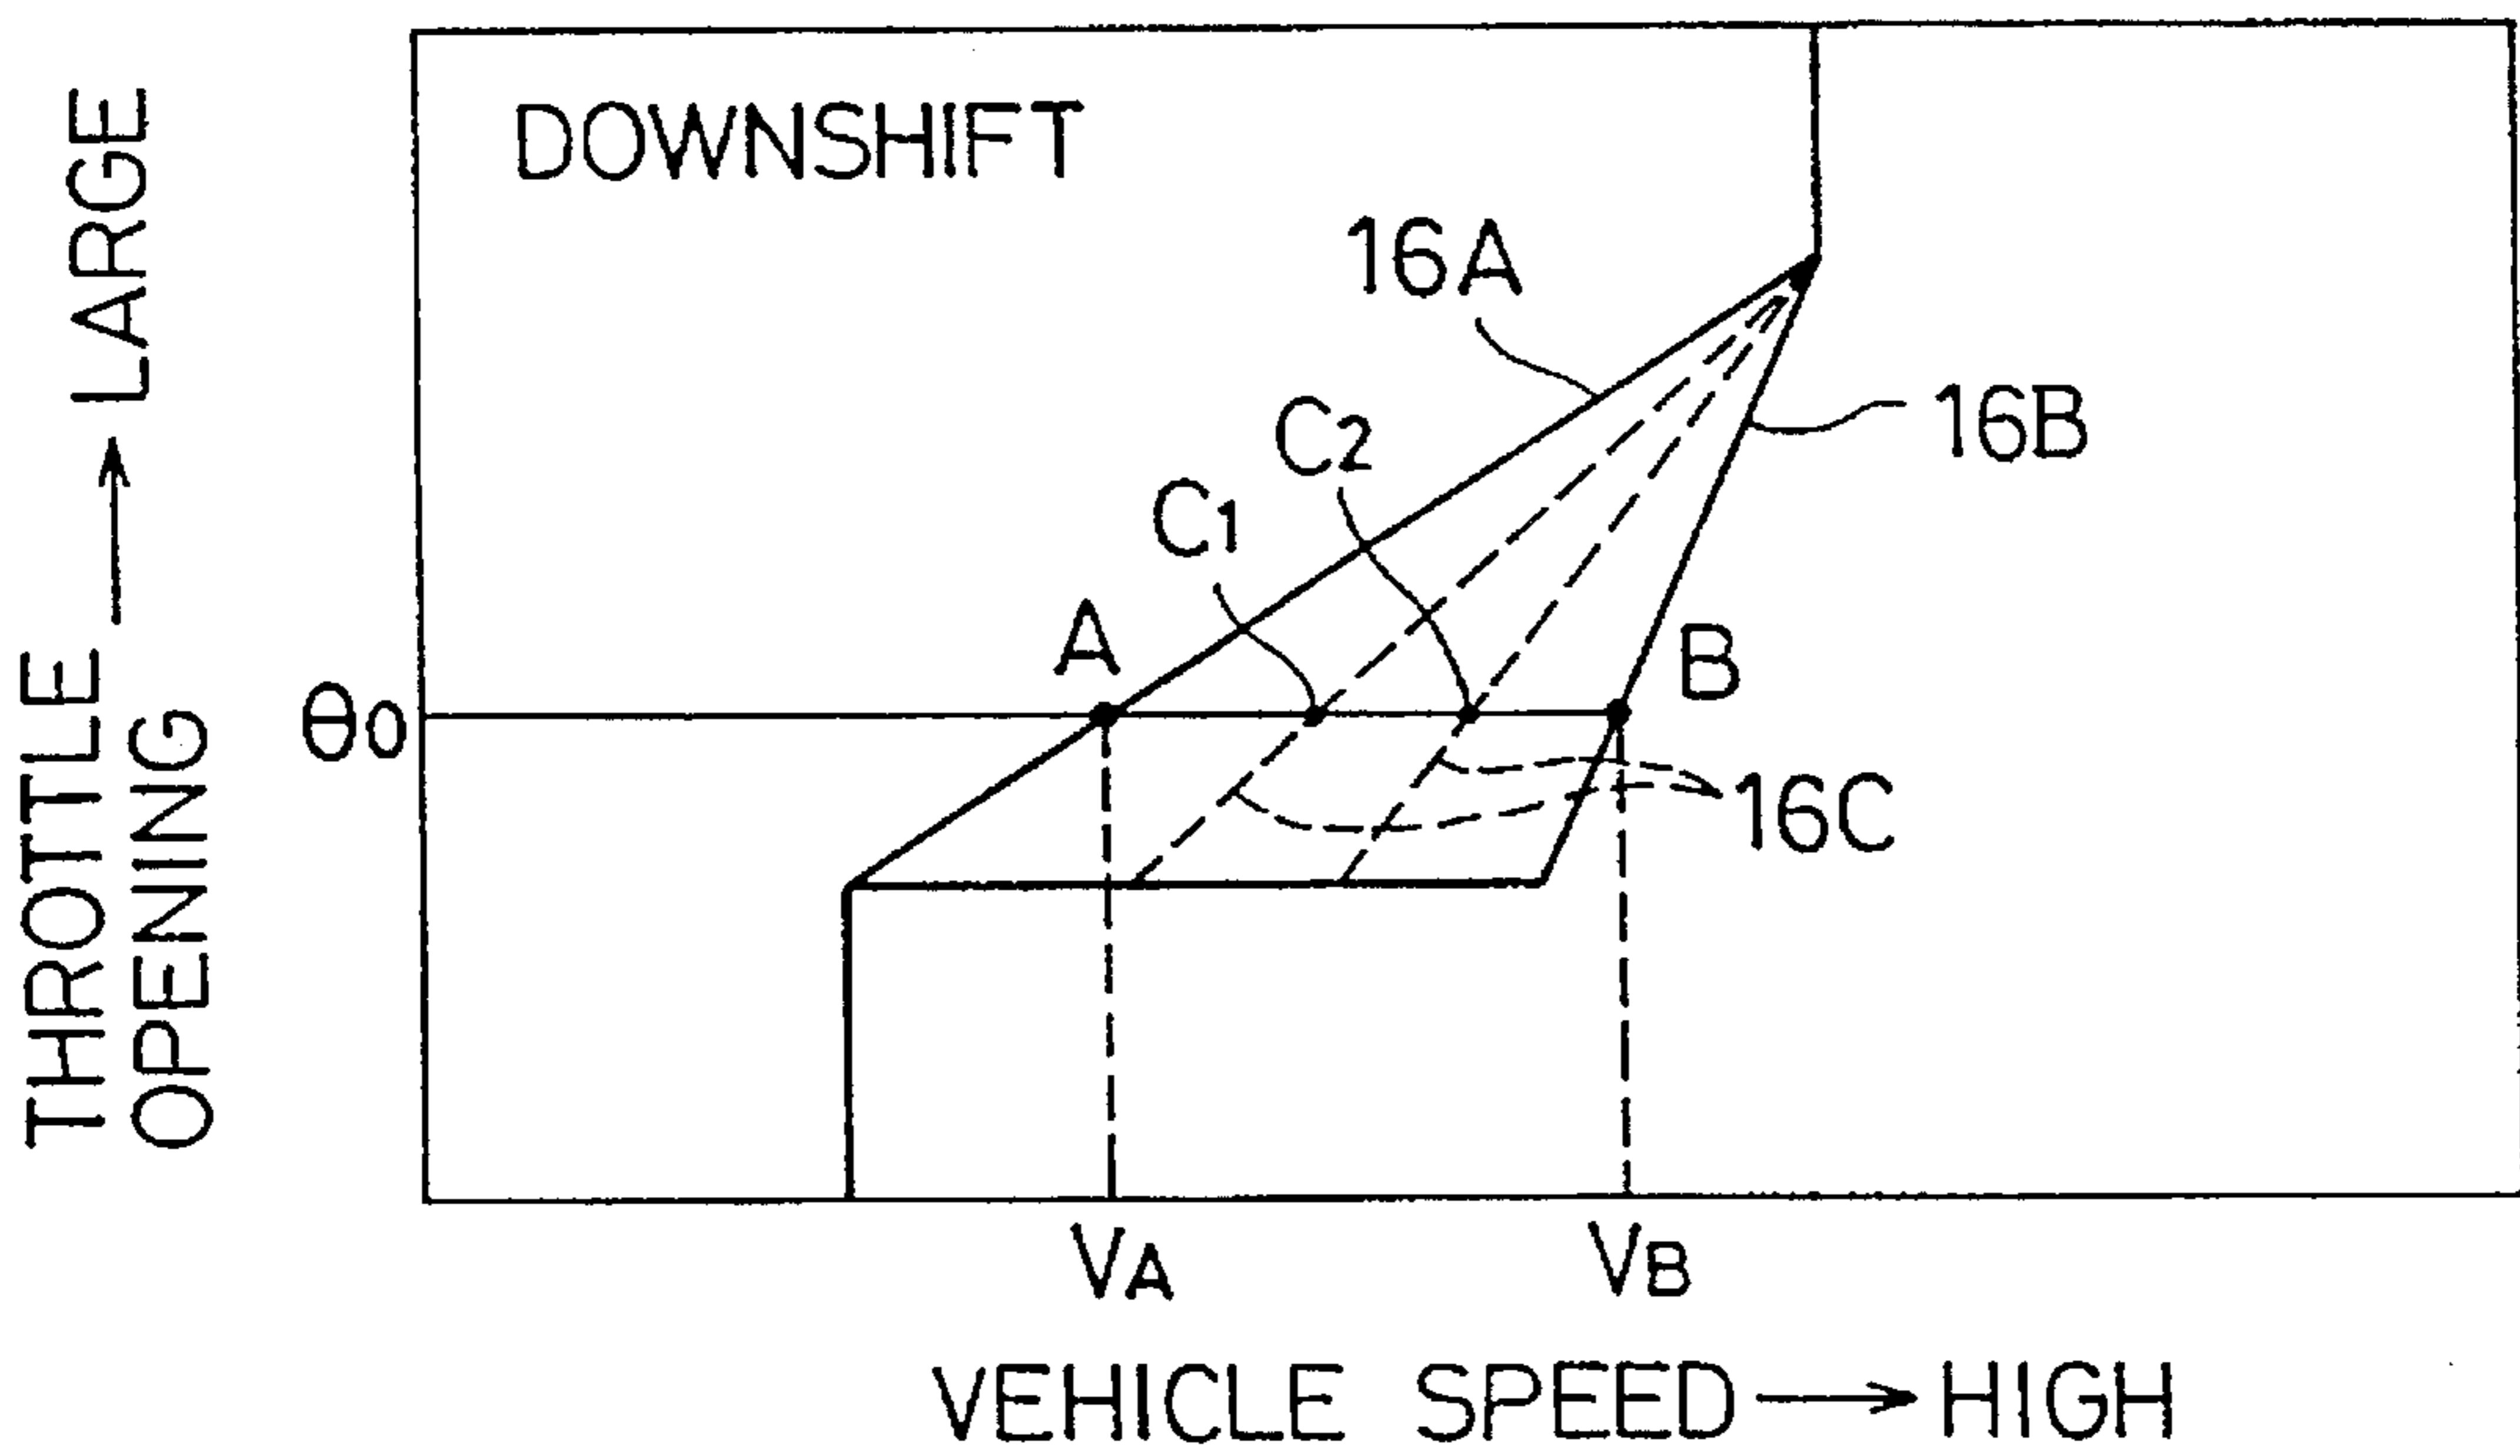 DOWNSHIFT
16A
16B
C2
C1
A
B
16C
θ0
THROTTLE OPENING → LARGE
VA
VB
VEHICLE SPEED → HIGH